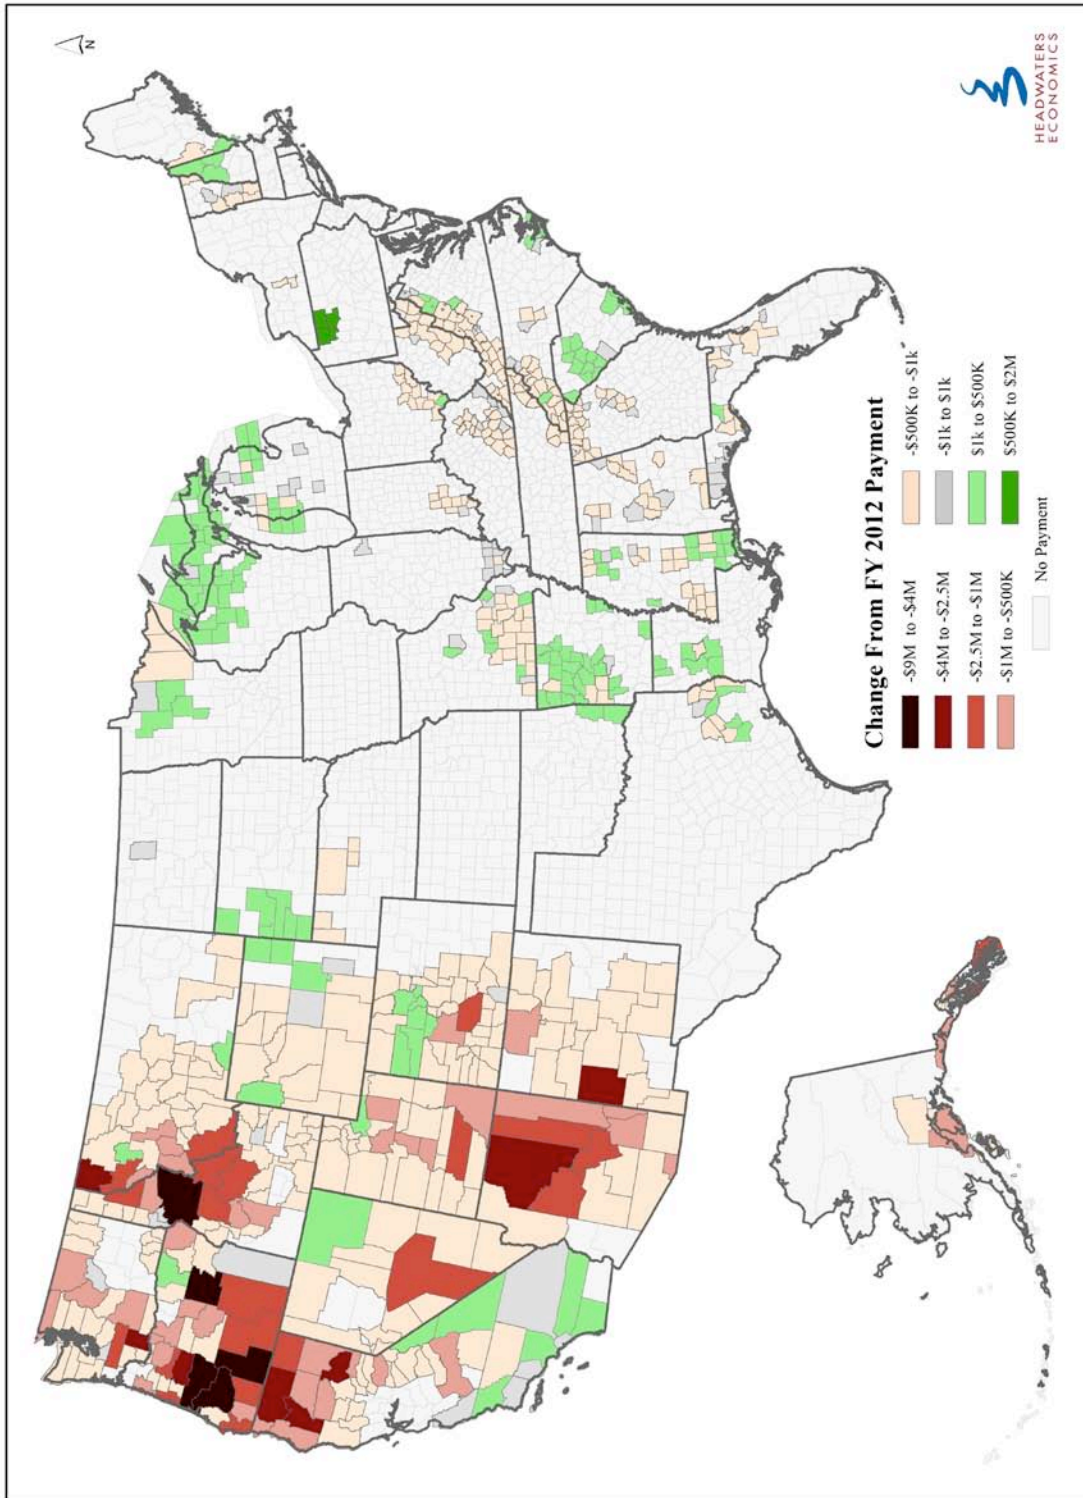 N
Change From FY 2012 Payment
-$9M to -$4M
-$4M to -$2.5M
-$2.5M to -$1M
-$1M to -$500K
-$500K to -$1k
-$1k to $1k
$1k to $500K
$500K to $2M
No Payment
HEADWATERS
ECONOMICS